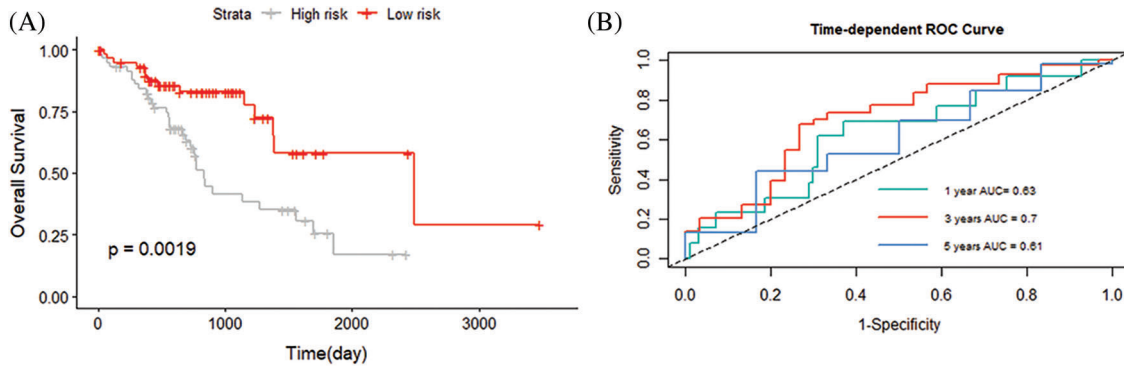 (A)
Strata High risk Low risk
Overall Survival
1.00
0.75
0.50
0.25
0.00
p = 0.0019
0 1000 2000 3000
Time(day)
(B)
Time-dependent ROC Curve
Sensitivity
1.0
0.8
0.6
0.4
0.2
0.0
1 year AUC= 0.63
3 years AUC = 0.7
5 years AUC = 0.61
0.0 0.2 0.4 0.6 0.8 1.0
1-Specificity